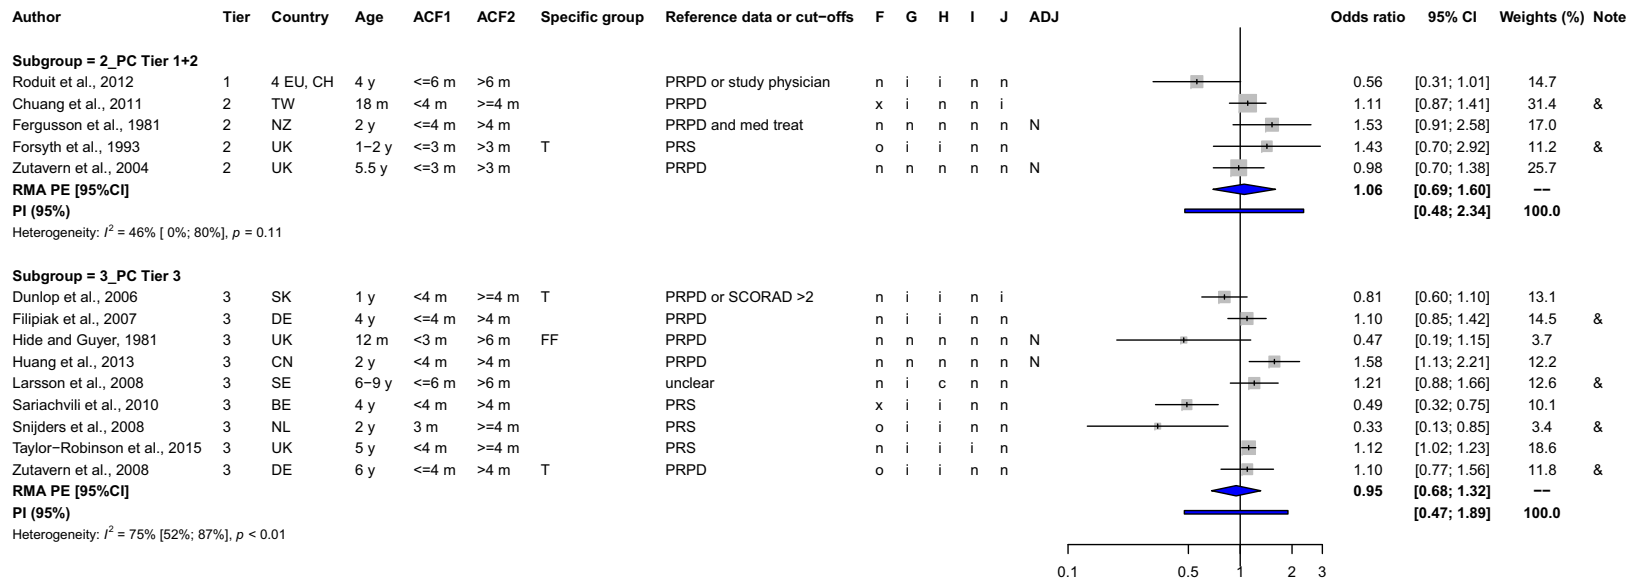 Author Tier Country Age ACF1 ACF2 Specific group Reference data or cut−offs F G H I J ADJ Odds ratio 95% CI Weights (%) Note
Subgroup = 2_PC Tier 1+2
Roduit et al., 2012 1 4 EU, CH 4 y <=6 m >6 m PRPD or study physician n i i n n 0.56 [0.31; 1.01] 14.7
Chuang et al., 2011 2 TW 18 m <4 m >=4 m PRPD x i n n i 1.11 [0.87; 1.41] 31.4 &
Fergusson et al., 1981 2 NZ 2 y <=4 m >4 m PRPD and med treat n n n n n N 1.53 [0.91; 2.58] 17.0
Forsyth et al., 1993 2 UK 1−2 y <=3 m >3 m T PRS o i i n n 1.43 [0.70; 2.92] 11.2 &
Zutavern et al., 2004 2 UK 5.5 y <=3 m >3 m PRPD n n n n n N 0.98 [0.70; 1.38] 25.7
RMA PE [95%CI] 1.06 [0.69; 1.60] −−
PI (95%) [0.48; 2.34] 100.0
Heterogeneity: I² = 46% [ 0%; 80%], p = 0.11
Subgroup = 3_PC Tier 3
Dunlop et al., 2006 3 SK 1 y <4 m >=4 m T PRPD or SCORAD >2 n i i n i 0.81 [0.60; 1.10] 13.1
Filipiak et al., 2007 3 DE 4 y <=4 m >4 m PRPD n i i n n 1.10 [0.85; 1.42] 14.5 &
Hide and Guyer, 1981 3 UK 12 m <3 m >6 m FF PRPD n n n n n N 0.47 [0.19; 1.15] 3.7
Huang et al., 2013 3 CN 2 y <4 m >4 m PRPD n n n n n N 1.58 [1.13; 2.21] 12.2
Larsson et al., 2008 3 SE 6−9 y <=6 m >6 m unclear n i c n n 1.21 [0.88; 1.66] 12.6 &
Sariachvili et al., 2010 3 BE 4 y <4 m >4 m PRS x i i n n 0.49 [0.32; 0.75] 10.1
Snijders et al., 2008 3 NL 2 y 3 m >=4 m PRS o i i n n 0.33 [0.13; 0.85] 3.4 &
Taylor−Robinson et al., 2015 3 UK 5 y <4 m >=4 m PRS n i i i n 1.12 [1.02; 1.23] 18.6
Zutavern et al., 2008 3 DE 6 y <=4 m >4 m T PRPD o i i n n 1.10 [0.77; 1.56] 11.8 &
RMA PE [95%CI] 0.95 [0.68; 1.32] −−
PI (95%) [0.47; 1.89] 100.0
Heterogeneity: I² = 75% [52%; 87%], p < 0.01
0.1 0.5 1 2 3